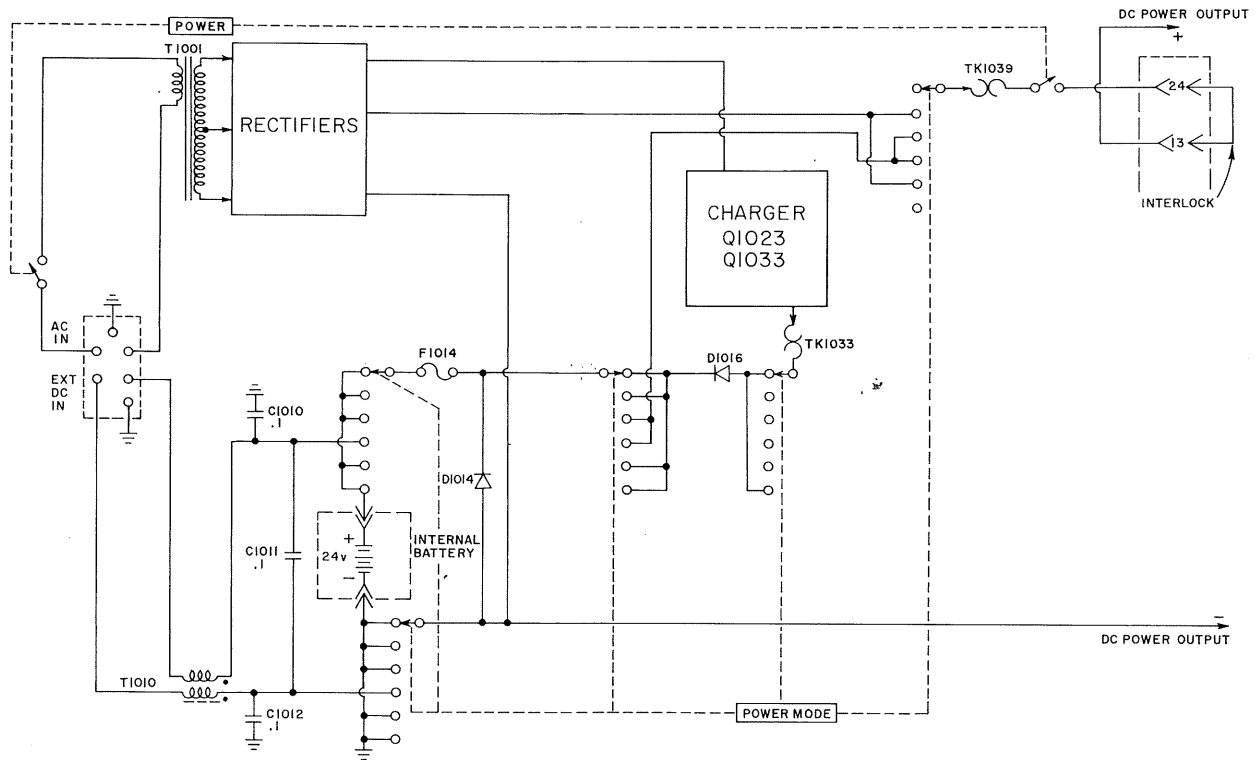 POWER
DC POWER OUTPUT
+
T1001
TK1039
24
RECTIFIERS
13
INTERLOCK
CHARGER
Q1023
Q1033
AC
IN
EXT
DC
IN
F1014
D1016
TK1033
C1010
.1
D1014
+
24v
-
INTERNAL
BATTERY
C1011
.1
-
DC POWER OUTPUT
T1010
C1012
.1
POWER MODE